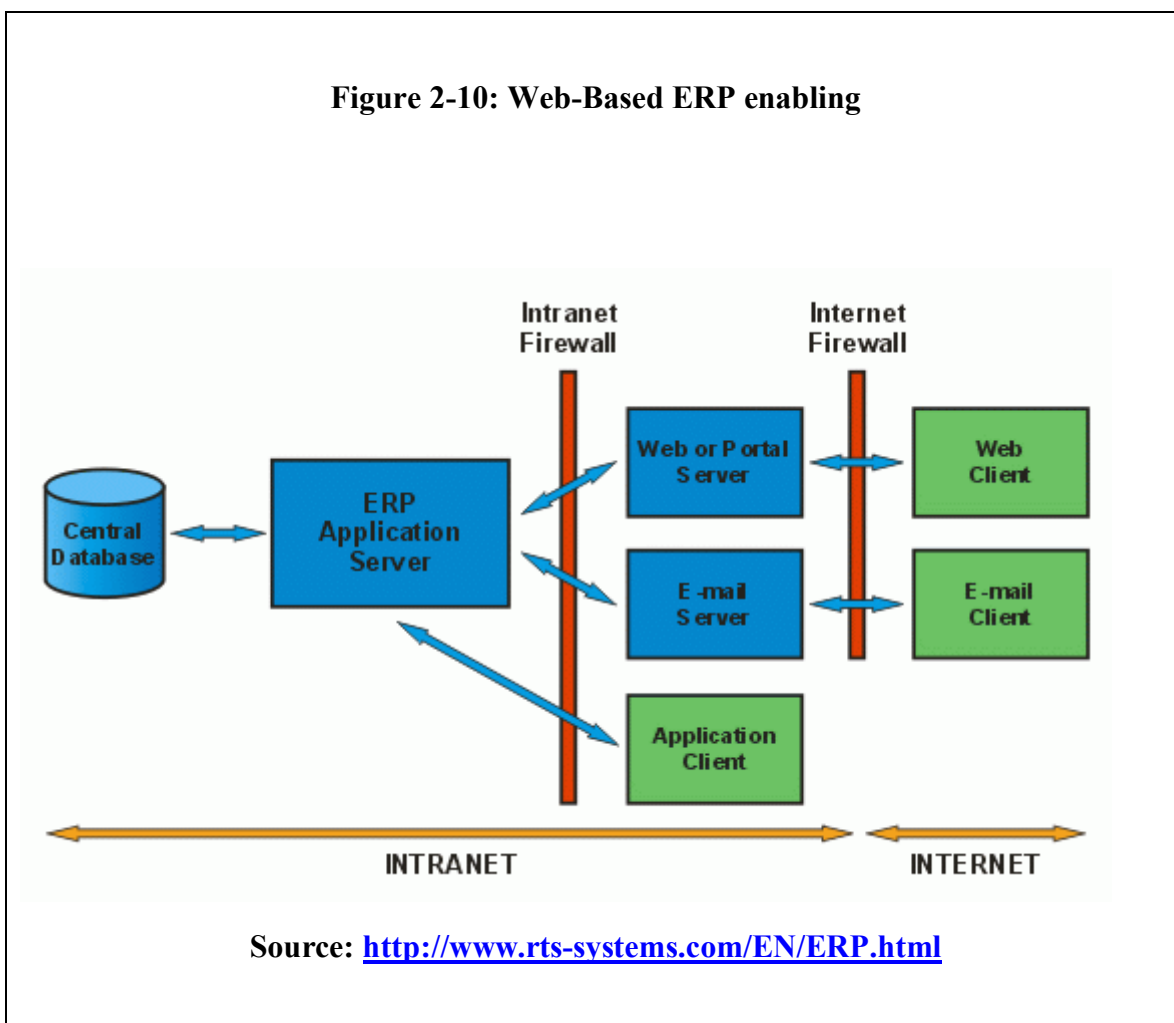 Figure 2-10: Web-Based ERP enabling
Intranet
Firewall
Internet
Firewall
Central
Database
ERP
Application
Server
Web or Portal
Server
Web
Client
E-mail
Server
E-mail
Client
Application
Client
INTRANET
INTERNET
Source: http://www.rts-systems.com/EN/ERP.html